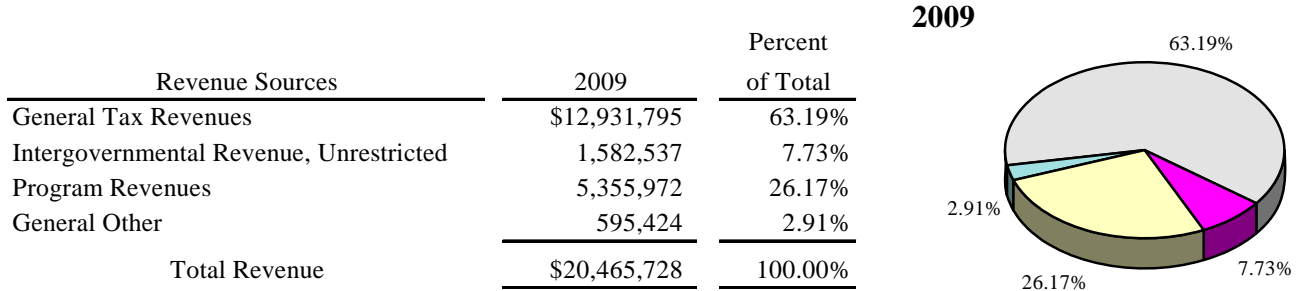 2009
Percent
63.19%
Revenue Sources 2009 of Total
General Tax Revenues $12,931,795 63.19%
Intergovernmental Revenue, Unrestricted 1,582,537 7.73%
Program Revenues 5,355,972 26.17%
General Other 595,424 2.91%
Total Revenue $20,465,728 100.00%
2.91%
7.73%
26.17%